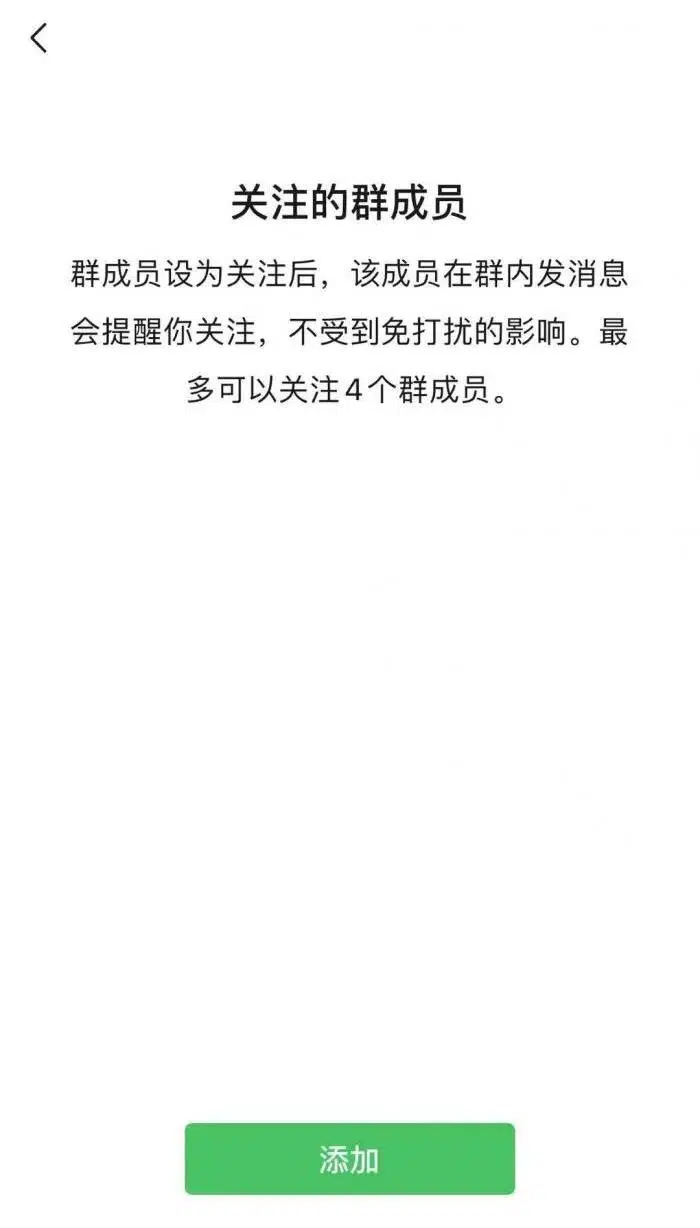 关注的群成员
群成员设为关注后，该成员在群内发消息
会提醒你关注，不受到免打扰的影响。最
多可以关注4个群成员。
添加